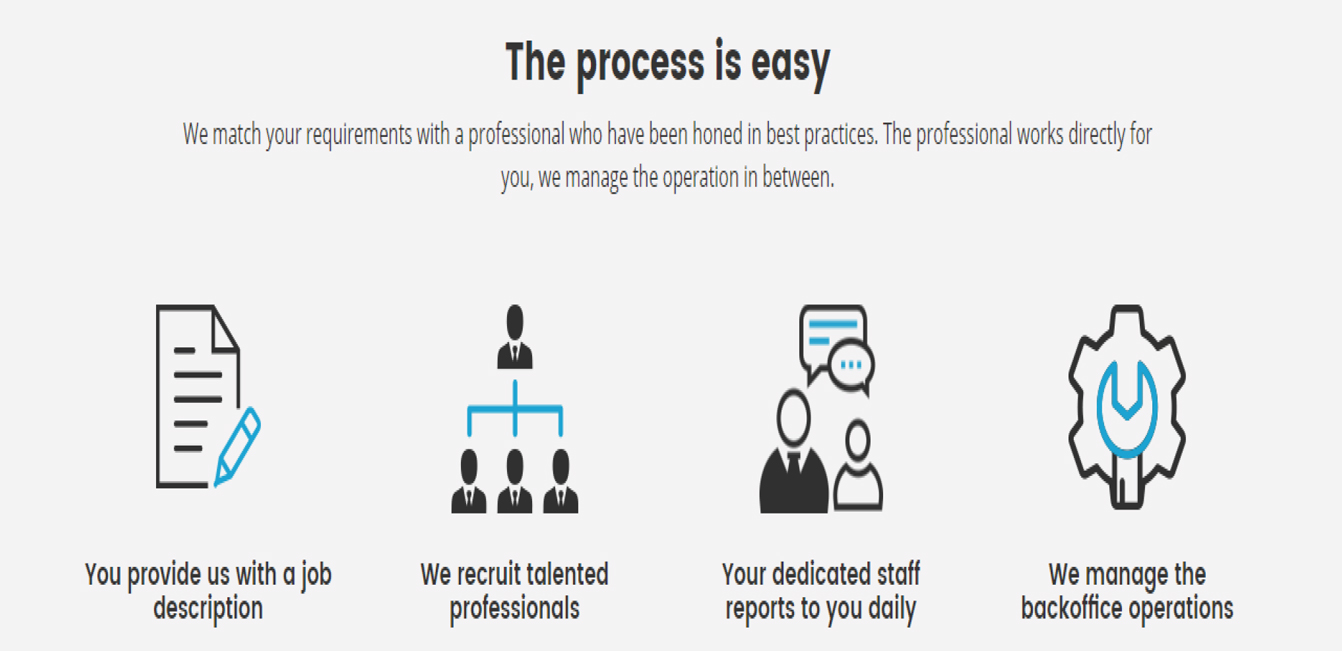 The process is easy
We match your requirements with a professional who have been honed in best practices. The professional works directly for
you, we manage the operation in between.
You provide us with a job
description
We recruit talented
professionals
Your dedicated staff
reports to you daily
We manage the
backoffice operations